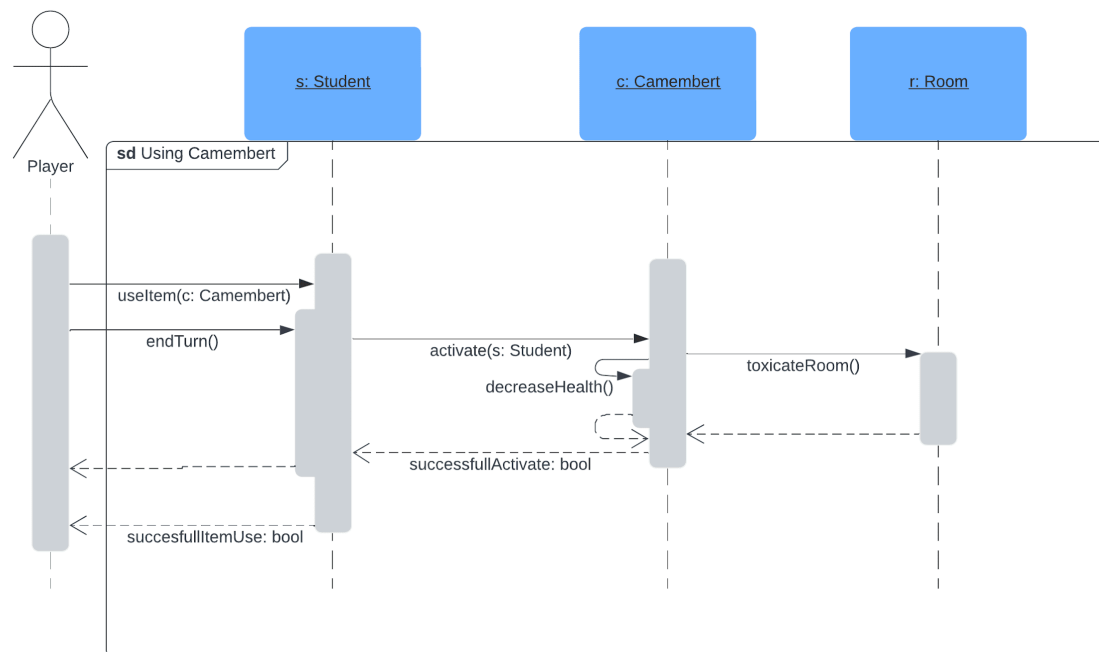 s: Student
c: Camembert
r: Room
sd Using Camembert
Player
useItem(c: Camembert)
endTurn()
activate(s: Student)
toxicateRoom()
decreaseHealth()
successfullActivate: bool
succesfullItemUse: bool